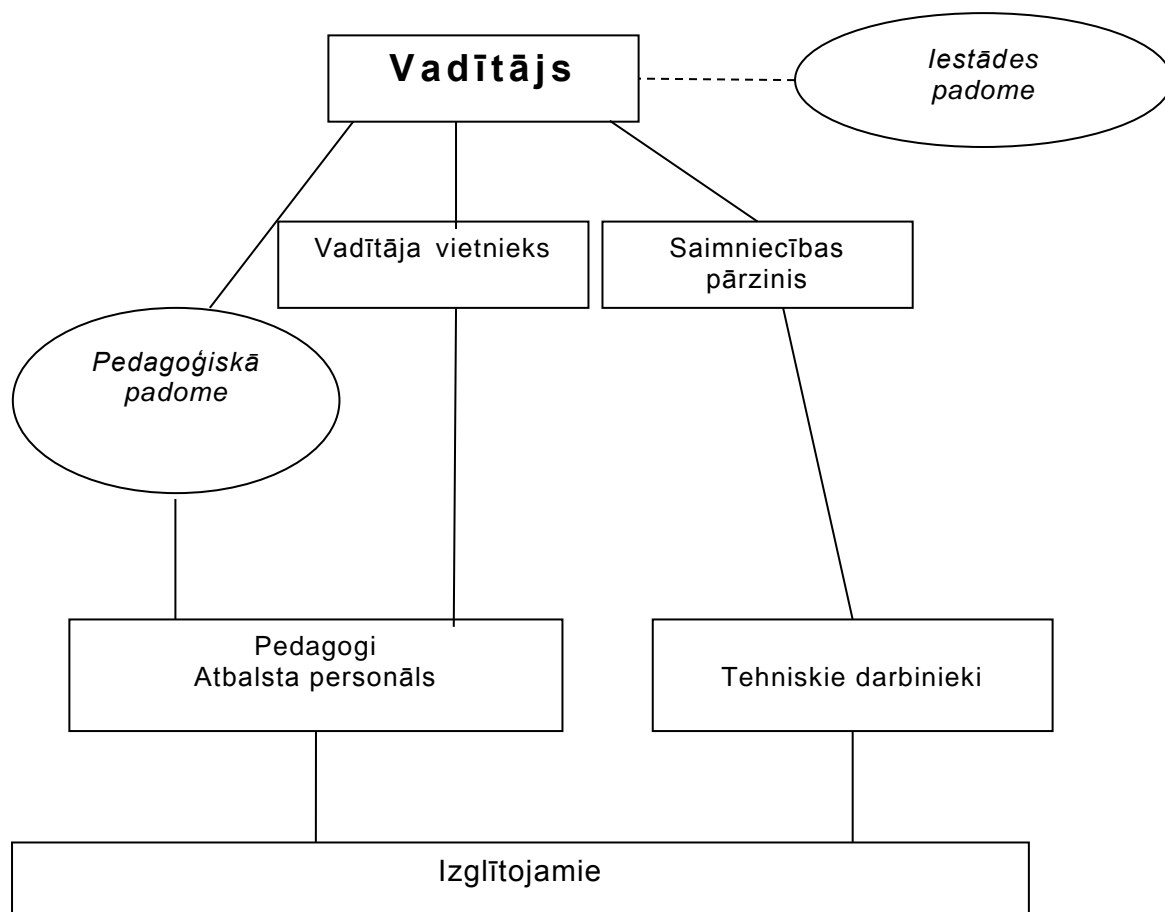 Vadītājs
Iestādes
padome
Vadītāja vietnieks
Saimniecības
pārzinis
Pedagoģiskā
padome
Pedagogi
Atbalsta personāls
Tehniskie darbinieki
Izglītojamie